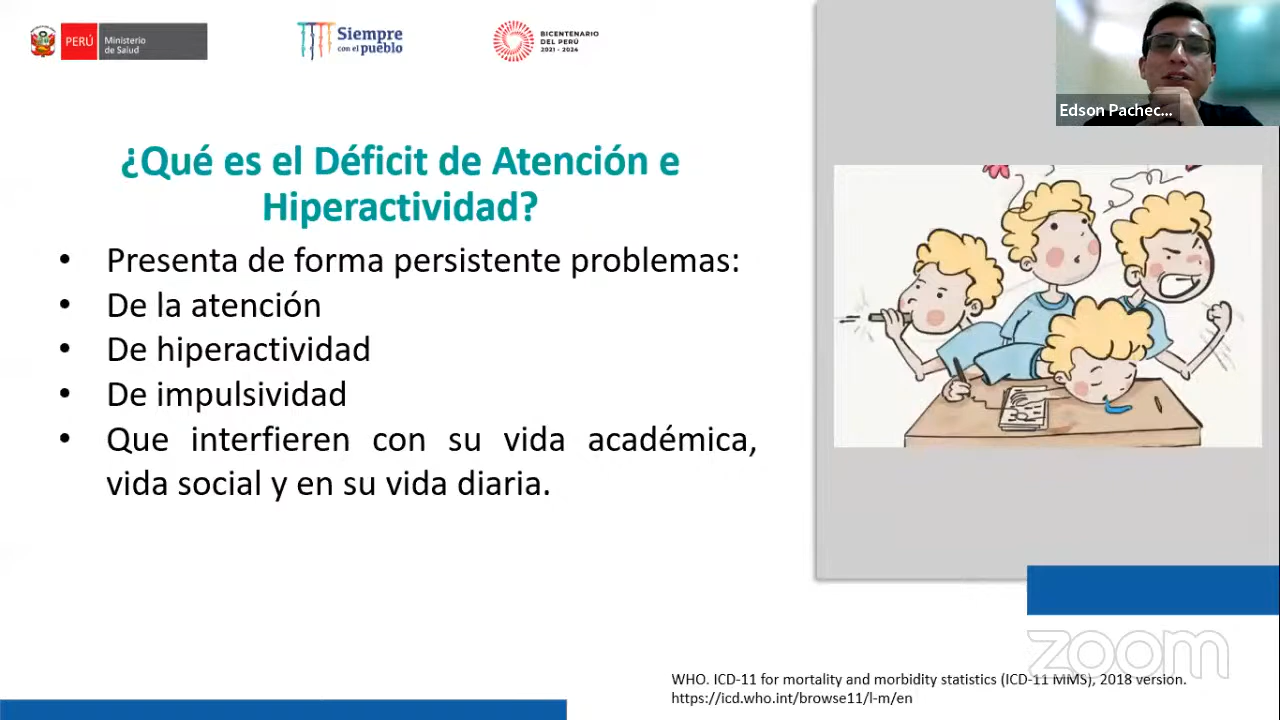 PERÚ
Ministerio
de Salud
Siempre
con el pueblo
BICENTENARIO
DEL PERÚ
2021 - 2024
Edson Pachec...
¿Qué es el Déficit de Atención e
Hiperactividad?
• Presenta de forma persistente problemas:
• De la atención
• De hiperactividad
• De impulsividad
• Que interfieren con su vida académica,
vida social y en su vida diaria.
zoom
WHO. ICD-11 for mortality and morbidity statistics (ICD-11 MMS), 2018 version.
https://icd.who.int/browse11/l-m/en